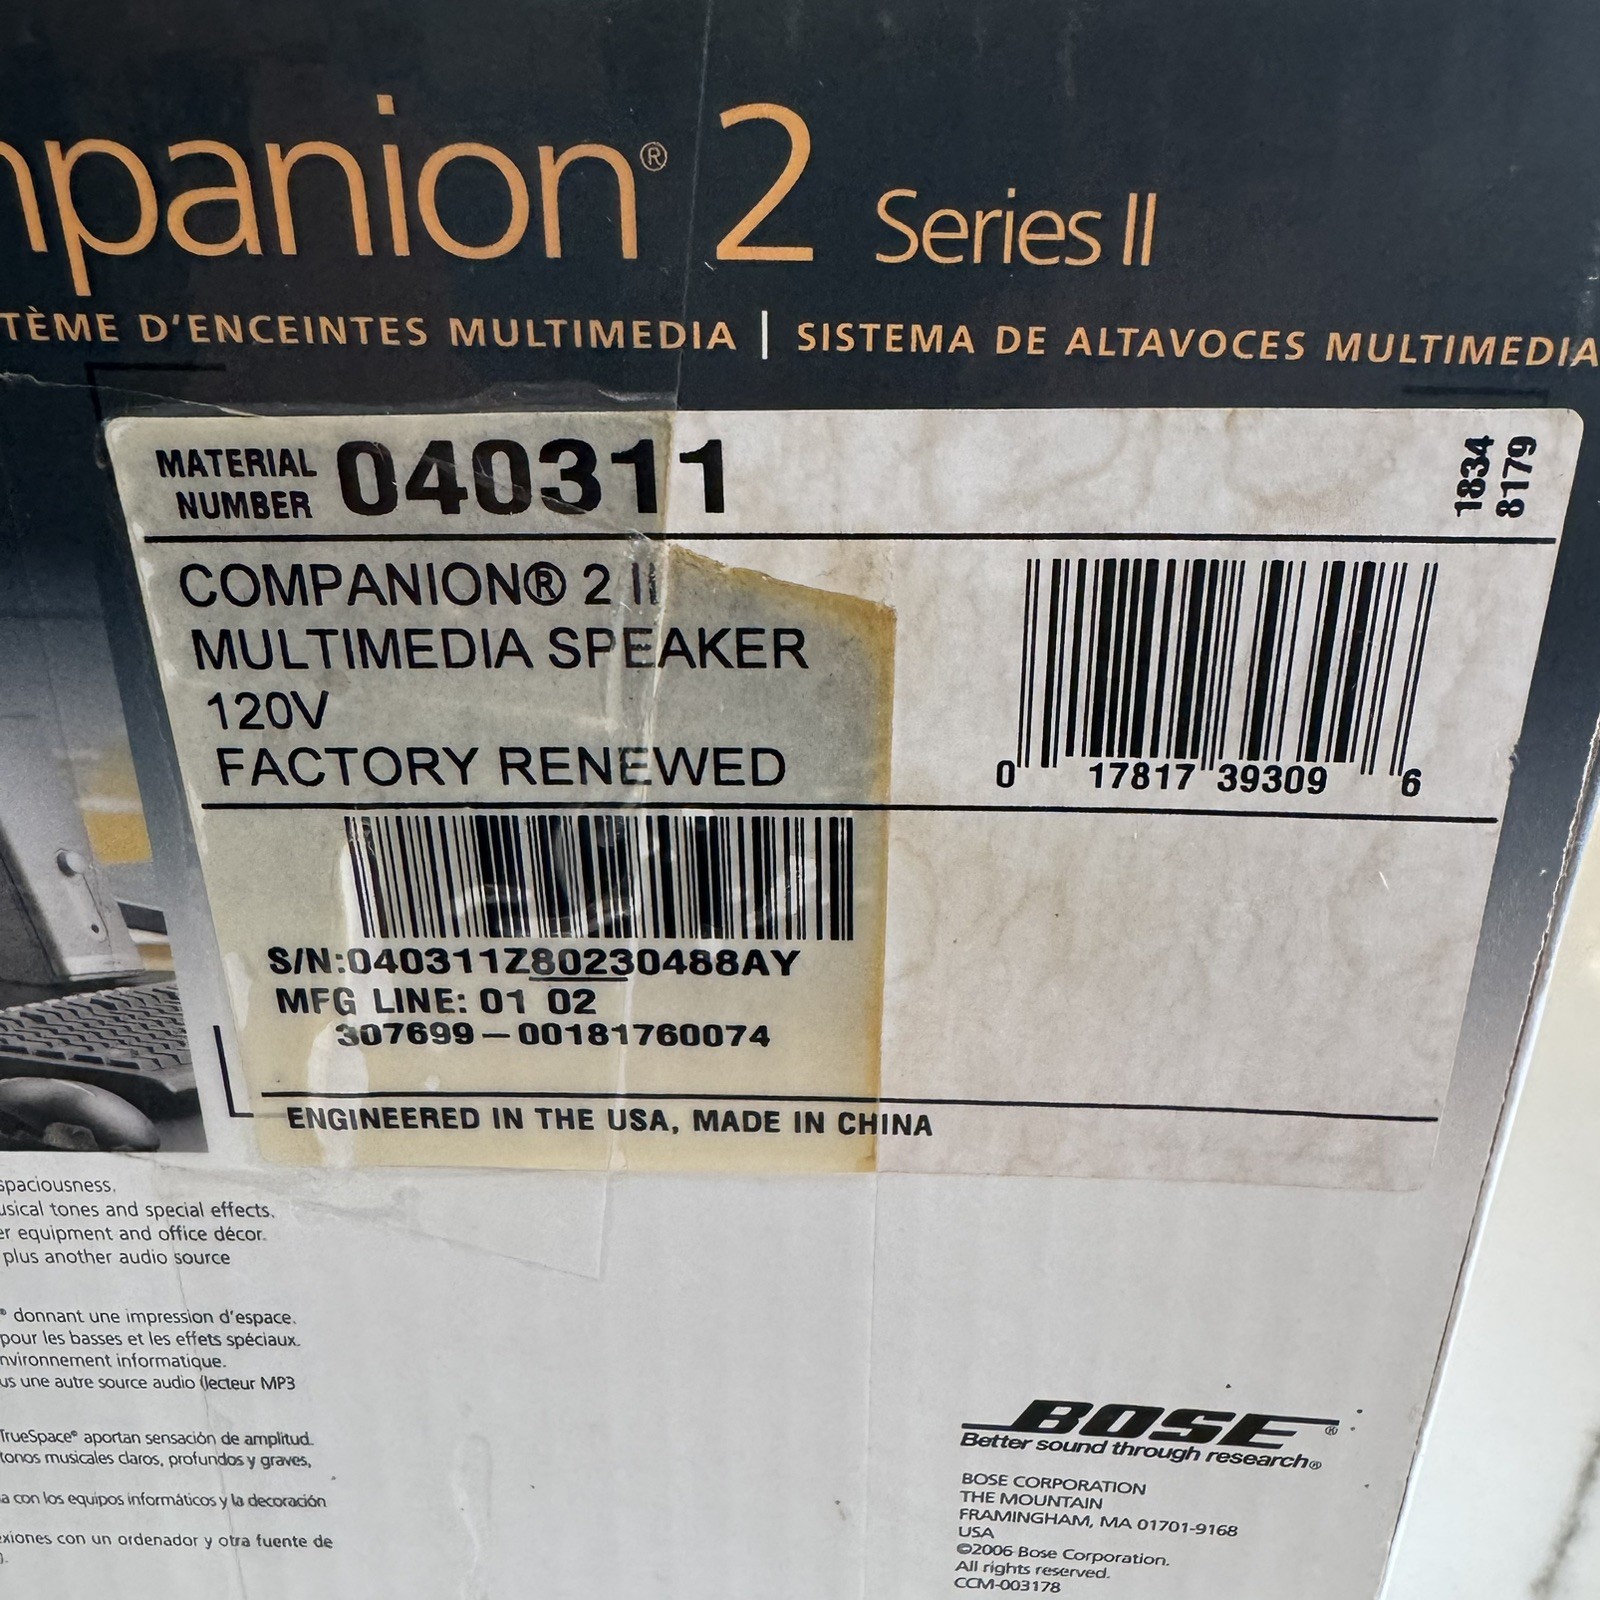 panion® 2 Series II
TÈME D'ENCEINTES MULTIMEDIA | SISTEMA DE ALTAVOCES MULTIMEDIA
MATERIAL NUMBER 040311
1834
8179
COMPANION® 2 II
MULTIMEDIA SPEAKER
120V
FACTORY RENEWED
0 17817 39309 6
S/N:040311Z80230488AY
MFG LINE: 01 02
307699-00181760074
ENGINEERED IN THE USA, MADE IN CHINA
spaciousness.
usical tones and special effects.
er equipment and office décor.
plus another audio source
® donnant une impression d'espace.
pour les basses et les effets spéciaux.
nvironnement informatique.
us une autre source audio (lecteur MP3
TrueSpace® aportan sensación de amplitud.
tonos musicales claros, profundos y graves,
a con los equipos informáticos y la decoración
exiones con un ordenador y otra fuente de
).
BOSE®
Better sound through research®
BOSE CORPORATION
THE MOUNTAIN
FRAMINGHAM, MA 01701-9168
USA
©2006 Bose Corporation.
All rights reserved.
CCM-003178